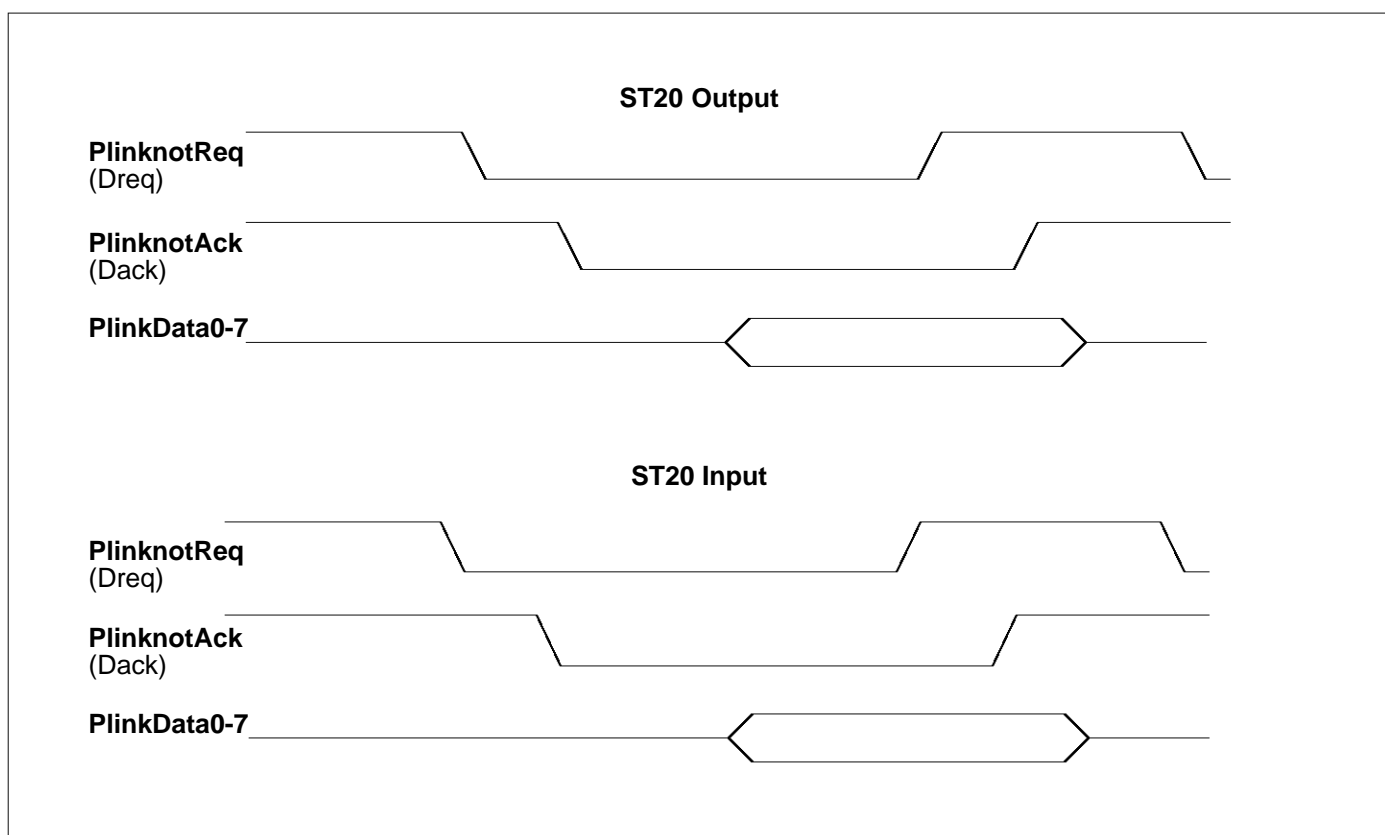 ST20 Output
PlinknotReq
(Dreq)
PlinknotAck
(Dack)
PlinkData0-7
ST20 Input
PlinknotReq
(Dreq)
PlinknotAck
(Dack)
PlinkData0-7